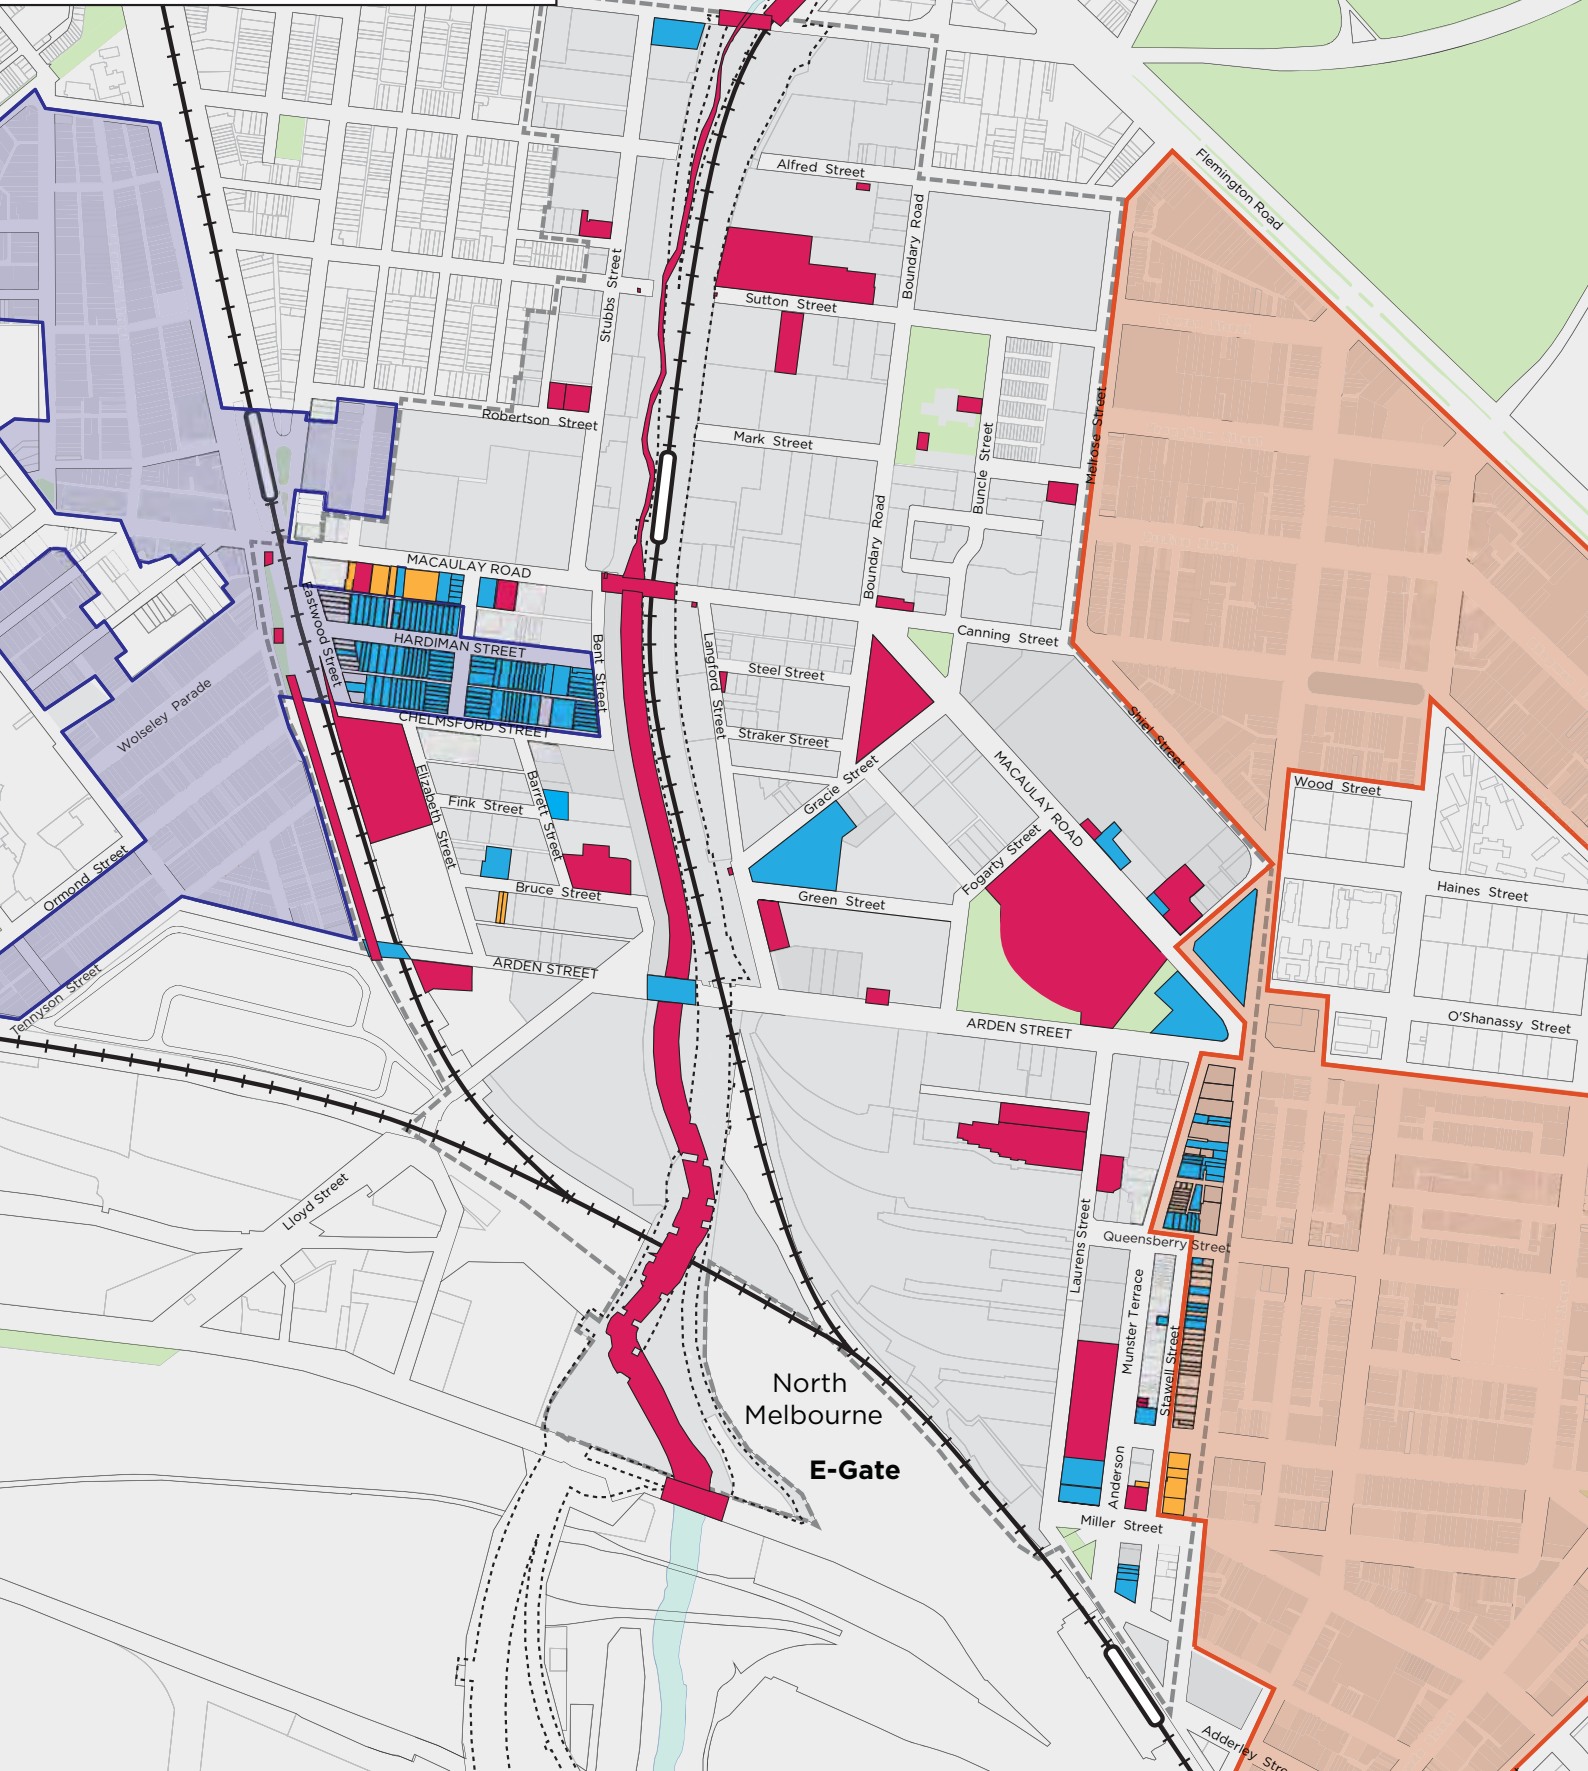 Flemington Road
Alfred Street
Boundary Road
Stubbs Street
Sutton Street
Robertson Street
Mark Street
Melrose Street
Buncle Street
Boundary Road
MACAULAY ROAD
Eastwood Street
HARDIMAN STREET
Bent Street
Langford Street
Canning Street
Steel Street
Wolseley Parade
CHELMSFORD STREET
Straker Street
Shiel Street
Elizabeth Street
Barrett Street
Fink Street
Gracie Street
MACAULAY ROAD
Wood Street
Ormond Street
Fogarty Street
Bruce Street
Green Street
Haines Street
ARDEN STREET
Tennyson Street
ARDEN STREET
O'Shanassy Street
Lloyd Street
Laurens Street
Queensberry Street
Munster Terrace
Stawell Street
North
Melbourne
E-Gate
Anderson
Miller Street
Adderley Stre